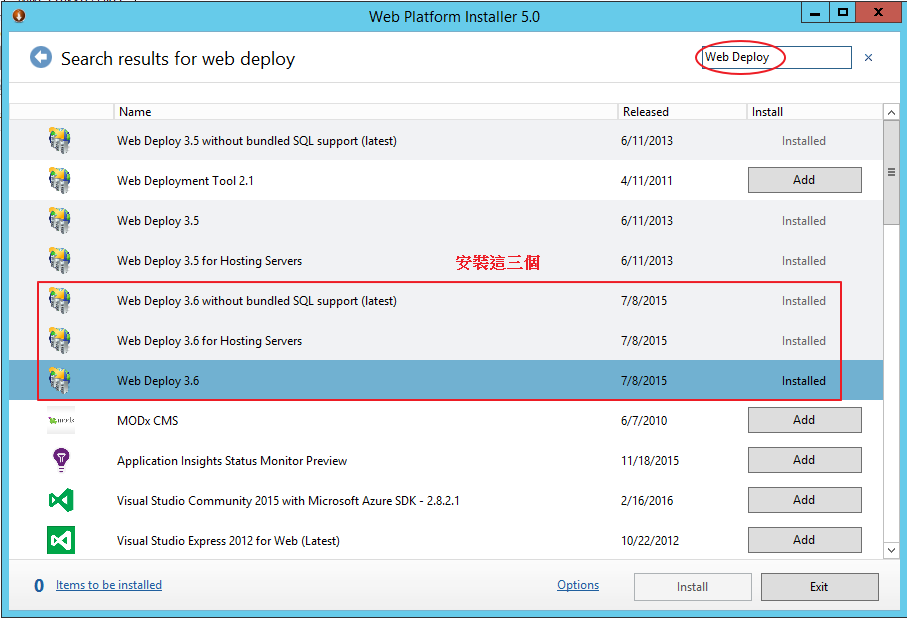 Web Platform Installer 5.0
Search results for web deploy
Web Deploy
Name Released Install
Web Deploy 3.5 without bundled SQL support (latest) 6/11/2013 Installed
Web Deployment Tool 2.1 4/11/2011 Add
Web Deploy 3.5 6/11/2013 Installed
Web Deploy 3.5 for Hosting Servers 6/11/2013 Installed
安裝這三個
Web Deploy 3.6 without bundled SQL support (latest) 7/8/2015 Installed
Web Deploy 3.6 for Hosting Servers 7/8/2015 Installed
Web Deploy 3.6 7/8/2015 Installed
MODx CMS 6/7/2010 Add
Application Insights Status Monitor Preview 11/18/2015 Add
Visual Studio Community 2015 with Microsoft Azure SDK - 2.8.2.1 2/16/2016 Add
Visual Studio Express 2012 for Web (Latest) 10/22/2012 Add
0 Items to be installed Options Install Exit